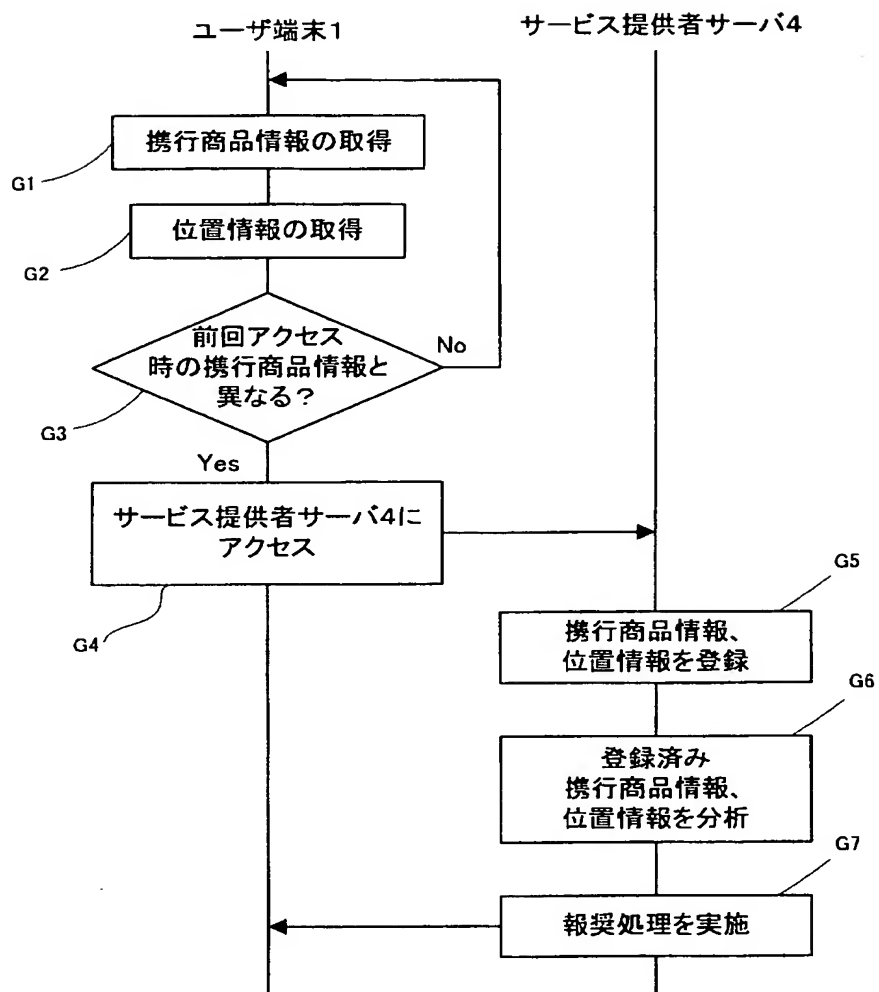 ユーザ端末1
サービス提供者サーバ4
携行商品情報の取得
G1
位置情報の取得
G2
前回アクセス
時の携行商品情報と
異なる?
No
G3
Yes
サービス提供者サーバ4に
アクセス
G4
G5
携行商品情報、
位置情報を登録
G6
登録済み
携行商品情報、
位置情報を分析
G7
報奨処理を実施